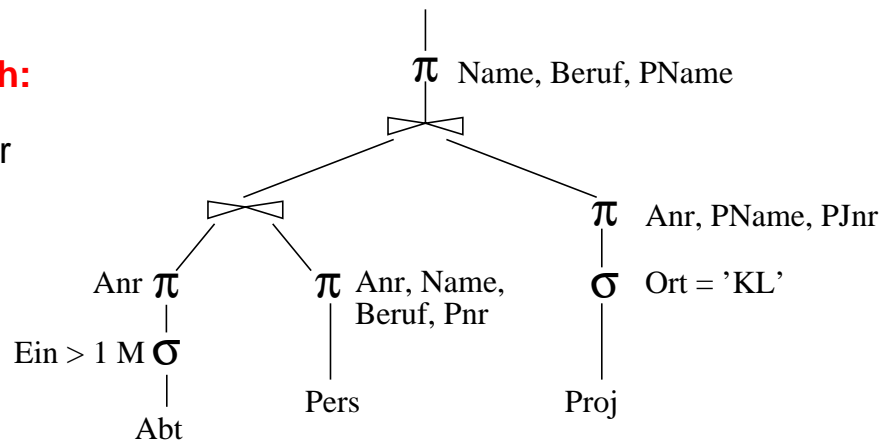 π Name, Beruf, PName
h:
r
π Anr, PName, PJnr
Anr π
π Anr, Name,
Beruf, Pnr
σ Ort = ’KL’
Ein > 1 M σ
Pers
Proj
Abt